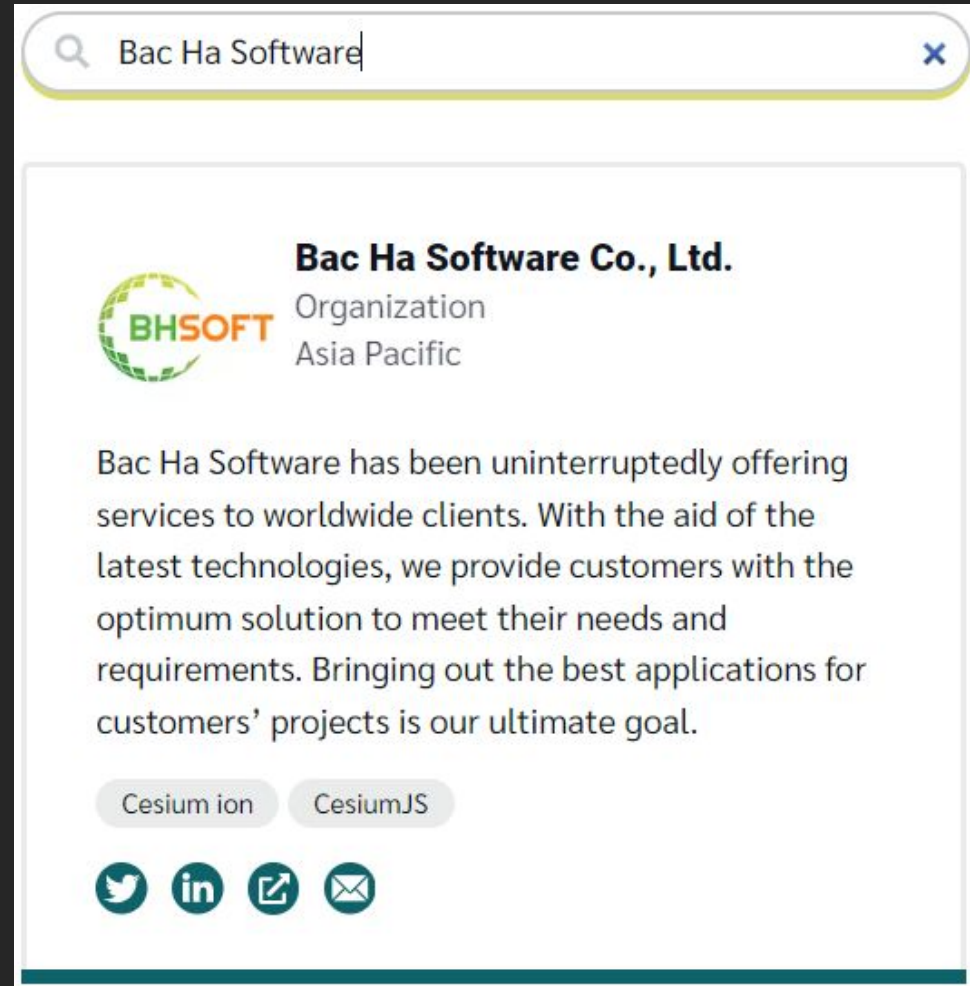 Bac Ha Software
Bac Ha Software Co., Ltd.
Organization
Asia Pacific
BHSOFT
Bac Ha Software has been uninterruptedly offering
services to worldwide clients. With the aid of the
latest technologies, we provide customers with the
optimum solution to meet their needs and
requirements. Bringing out the best applications for
customers’ projects is our ultimate goal.
Cesium ion CesiumJS
in